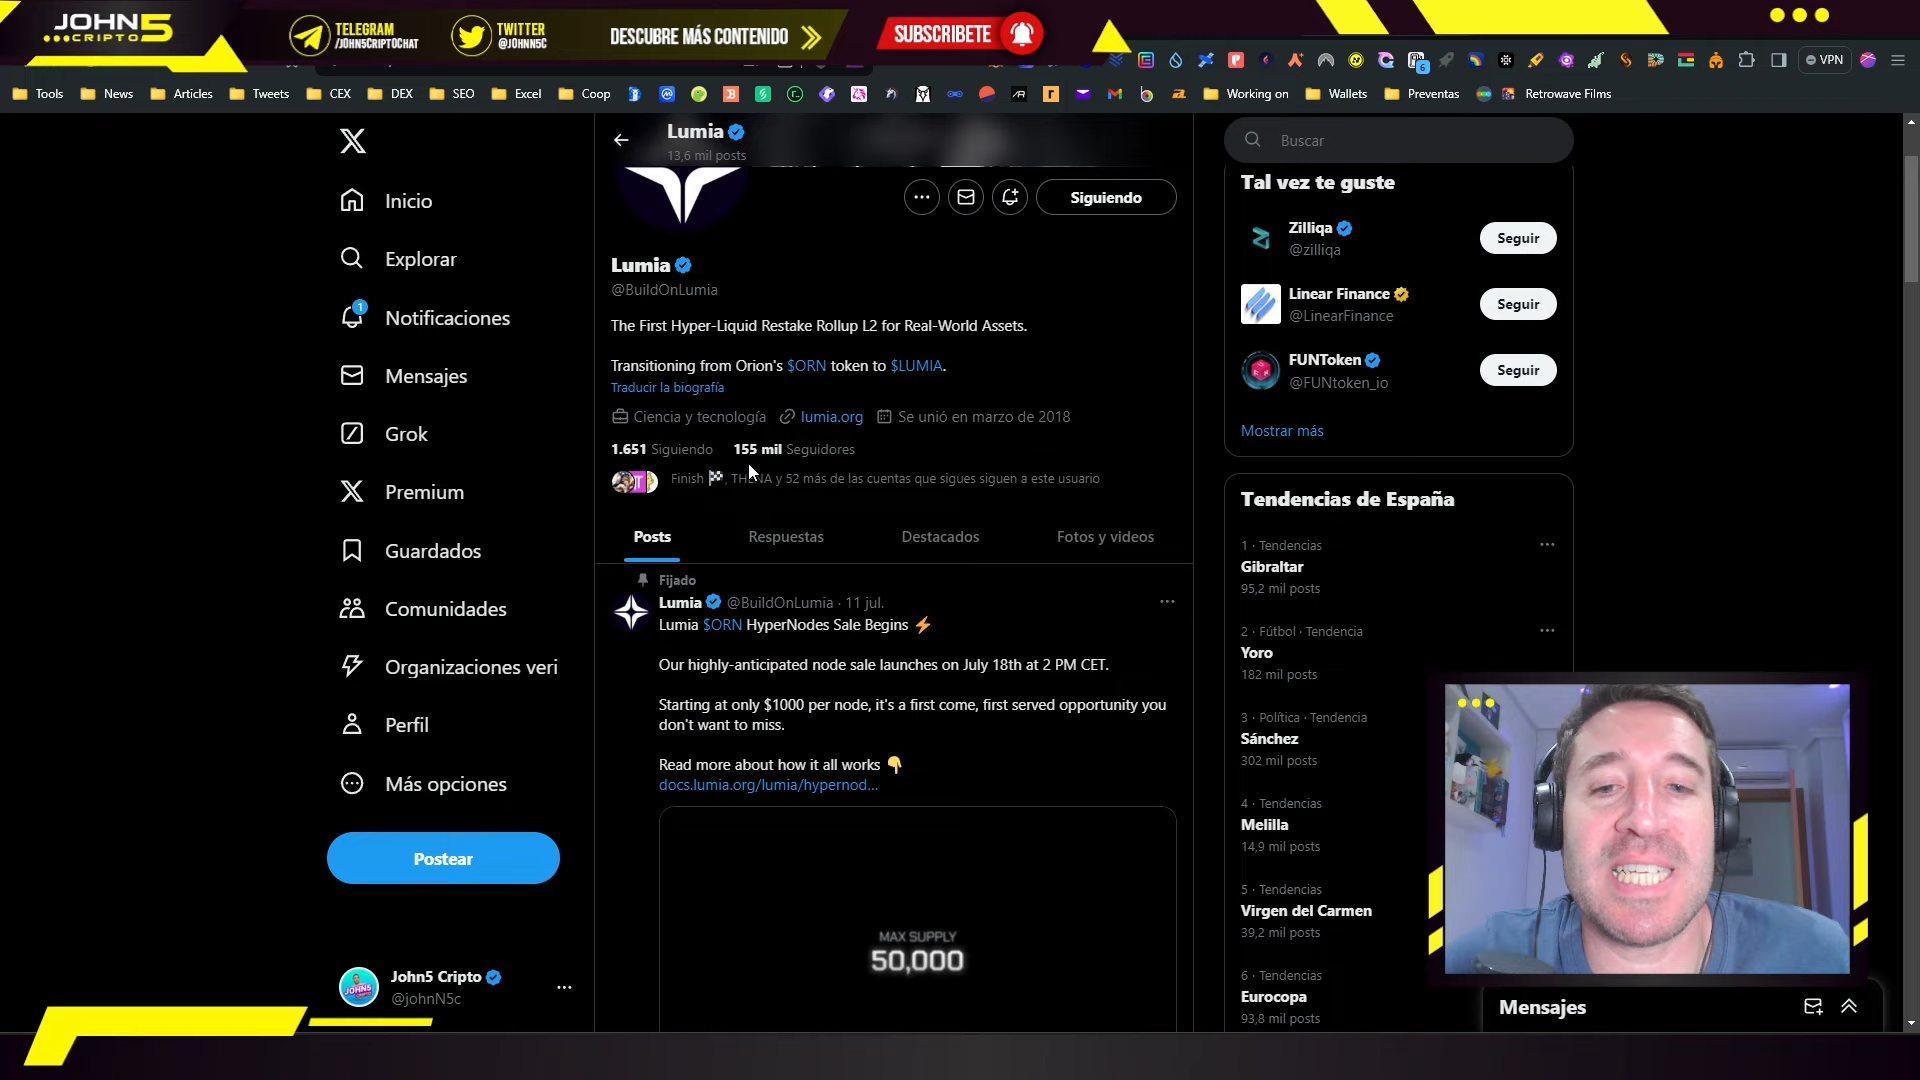 JOHN5
CRIPTO
TELEGRAM
/JOHN5CRIPTOCHAT
TWITTER
@JOHNN5C
DESCUBRE MÁS CONTENIDO
SUBSCRIBETE
6
VPN
Tools
News
Articles
Tweets
CEX
DEX
SEO
Excel
Coop
Working on
Wallets
Preventas
Retrowave Films
Inicio
Explorar
1
Notificaciones
Mensajes
Grok
Premium
Guardados
Comunidades
Organizaciones veri
Perfil
Más opciones
Postear
John5 Cripto
@johnN5c
Lumia
13,6 mil posts
Siguiendo
Lumia
@BuildOnLumia
The First Hyper-Liquid Restake Rollup L2 for Real-World Assets.
Transitioning from Orion's $ORN token to $LUMIA.
Traducir la biografía
Ciencia y tecnología lumia.org Se unió en marzo de 2018
1.651 Siguiendo 155 mil Seguidores
Finish 🏁, THENA y 52 más de las cuentas que sigues siguen a este usuario
Posts
Respuestas
Destacados
Fotos y videos
Fijado
Lumia @BuildOnLumia · 11 jul.
Lumia $ORN HyperNodes Sale Begins ⚡
Our highly-anticipated node sale launches on July 18th at 2 PM CET.
Starting at only $1000 per node, it's a first come, first served opportunity you
don't want to miss.
Read more about how it all works 👇
docs.lumia.org/lumia/hypernod...
MAX SUPPLY
50,000
Buscar
Tal vez te guste
Zilliqa
@zilliqa
Seguir
Linear Finance
@LinearFinance
Seguir
FUNToken
@FUNtoken_io
Seguir
Mostrar más
Tendencias de España
1 · Tendencias
Gibraltar
95,2 mil posts
2 · Fútbol · Tendencia
Yoro
182 mil posts
3 · Política · Tendencia
Sánchez
302 mil posts
4 · Tendencias
Melilla
14,9 mil posts
5 · Tendencias
Virgen del Carmen
39,2 mil posts
6 · Tendencias
Eurocopa
93,8 mil posts
Mensajes